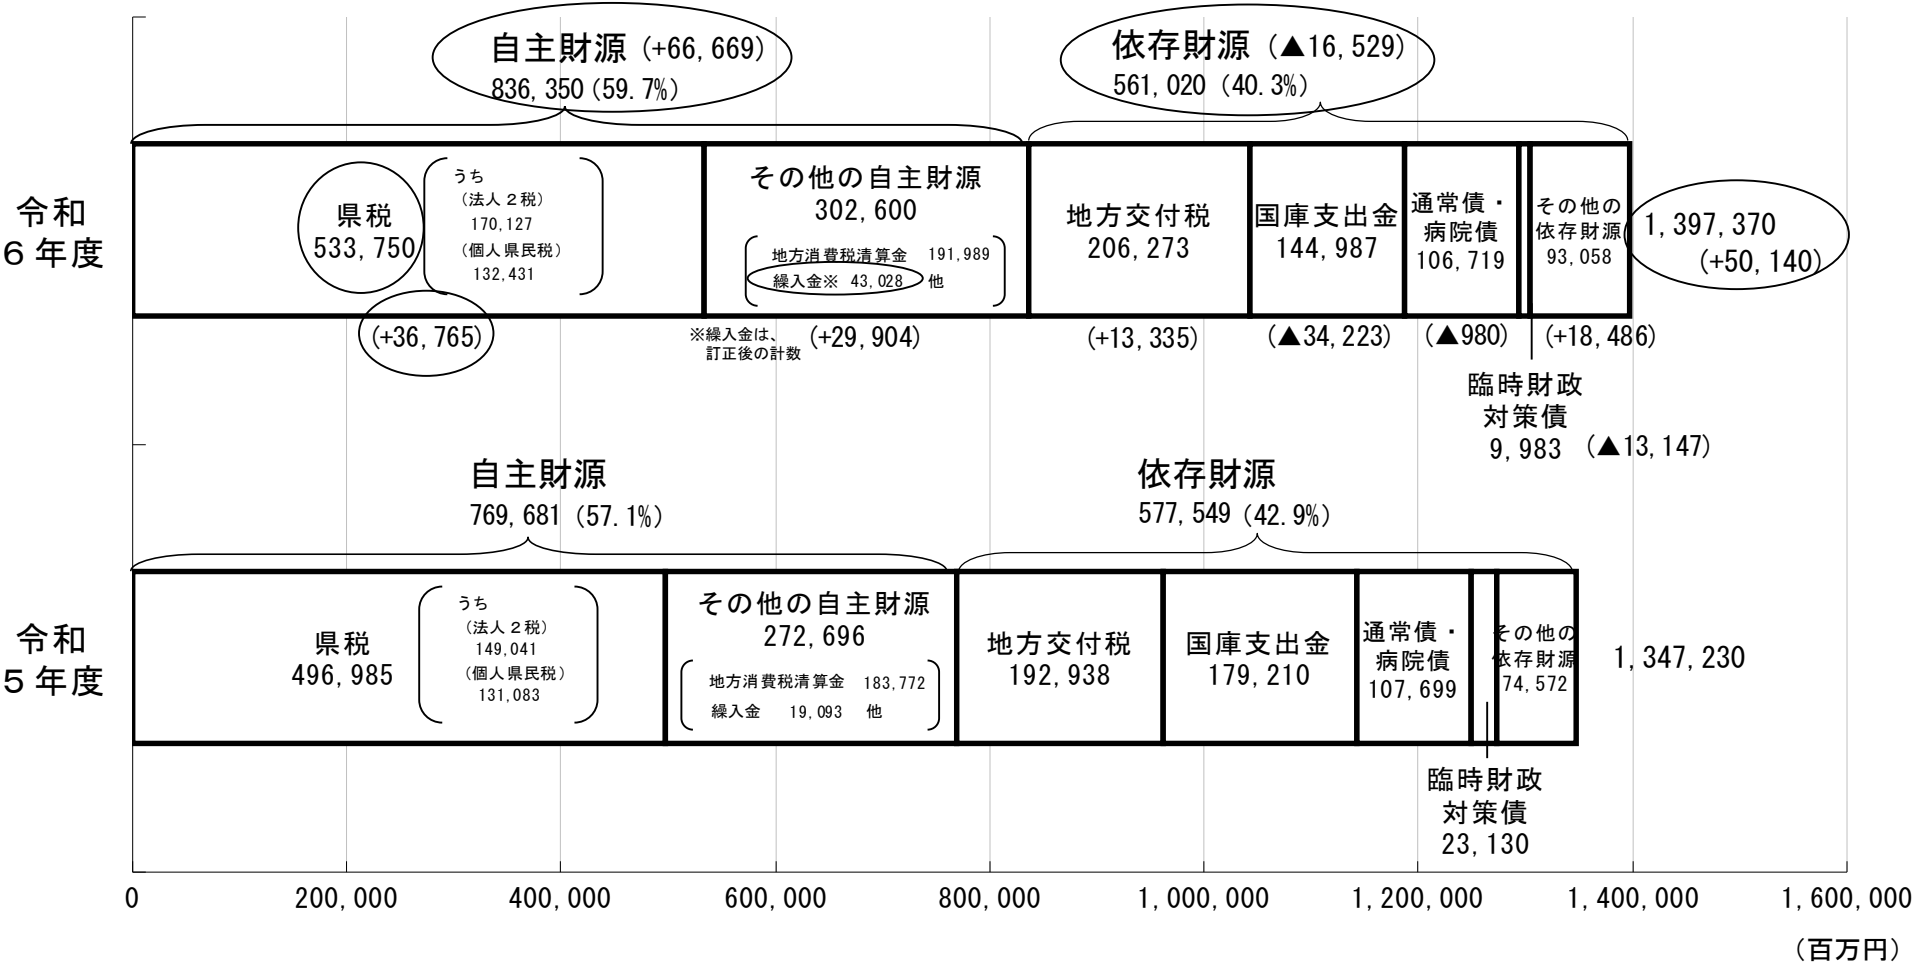 自主財源 (+66,669)
836,350(59.7%)
依存財源 (▲16,529)
561,020 (40.3%)
令和
6年度
県税
533,750
うち
(法人2税)
170,127
(個人県民税)
132,431
その他の自主財源
302,600
地方消費税清算金 191,989
繰入金※ 43,028 他
地方交付税
206,273
国庫支出金
144,987
通常債・
病院債
106,719
その他の
依存財源
93,058
1,397,370
(+50,140)
(+36,765)
※繰入金は、
訂正後の計数
(+29,904)
(+13,335)
(▲34,223)
(▲980)
(+18,486)
臨時財政
対策債
9,983 (▲13,147)
自主財源
769,681 (57.1%)
依存財源
577,549 (42.9%)
令和
5年度
県税
496,985
うち
(法人2税)
149,041
(個人県民税)
131,083
その他の自主財源
272,696
地方消費税清算金 183,772
繰入金 19,093 他
地方交付税
192,938
国庫支出金
179,210
通常債・
病院債
107,699
その他の
依存財源
74,572
1,347,230
臨時財政
対策債
23,130
0 200,000 400,000 600,000 800,000 1,000,000 1,200,000 1,400,000 1,600,000
(百万円)